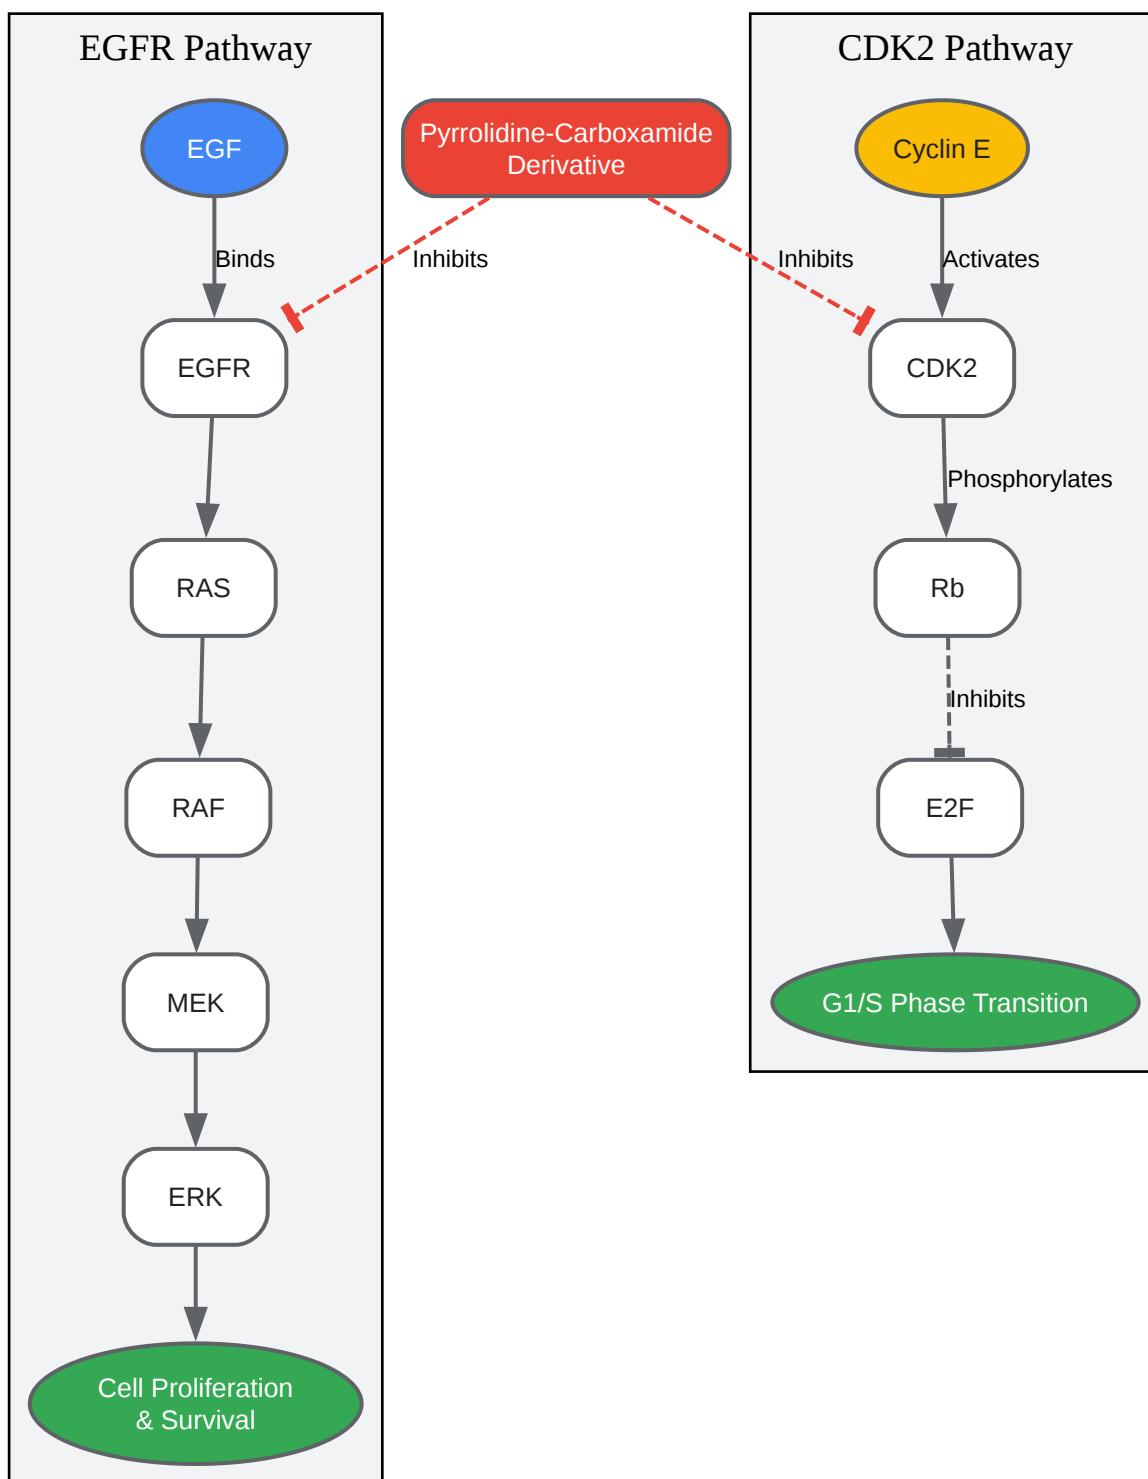 EGFR Pathway
CDK2 Pathway
EGF
Pyrrolidine-Carboxamide
Derivative
Cyclin E
Binds
Inhibits
Inhibits
Activates
EGFR
CDK2
Phosphorylates
RAS
Rb
Inhibits
RAF
E2F
MEK
G1/S Phase Transition
ERK
Cell Proliferation
& Survival